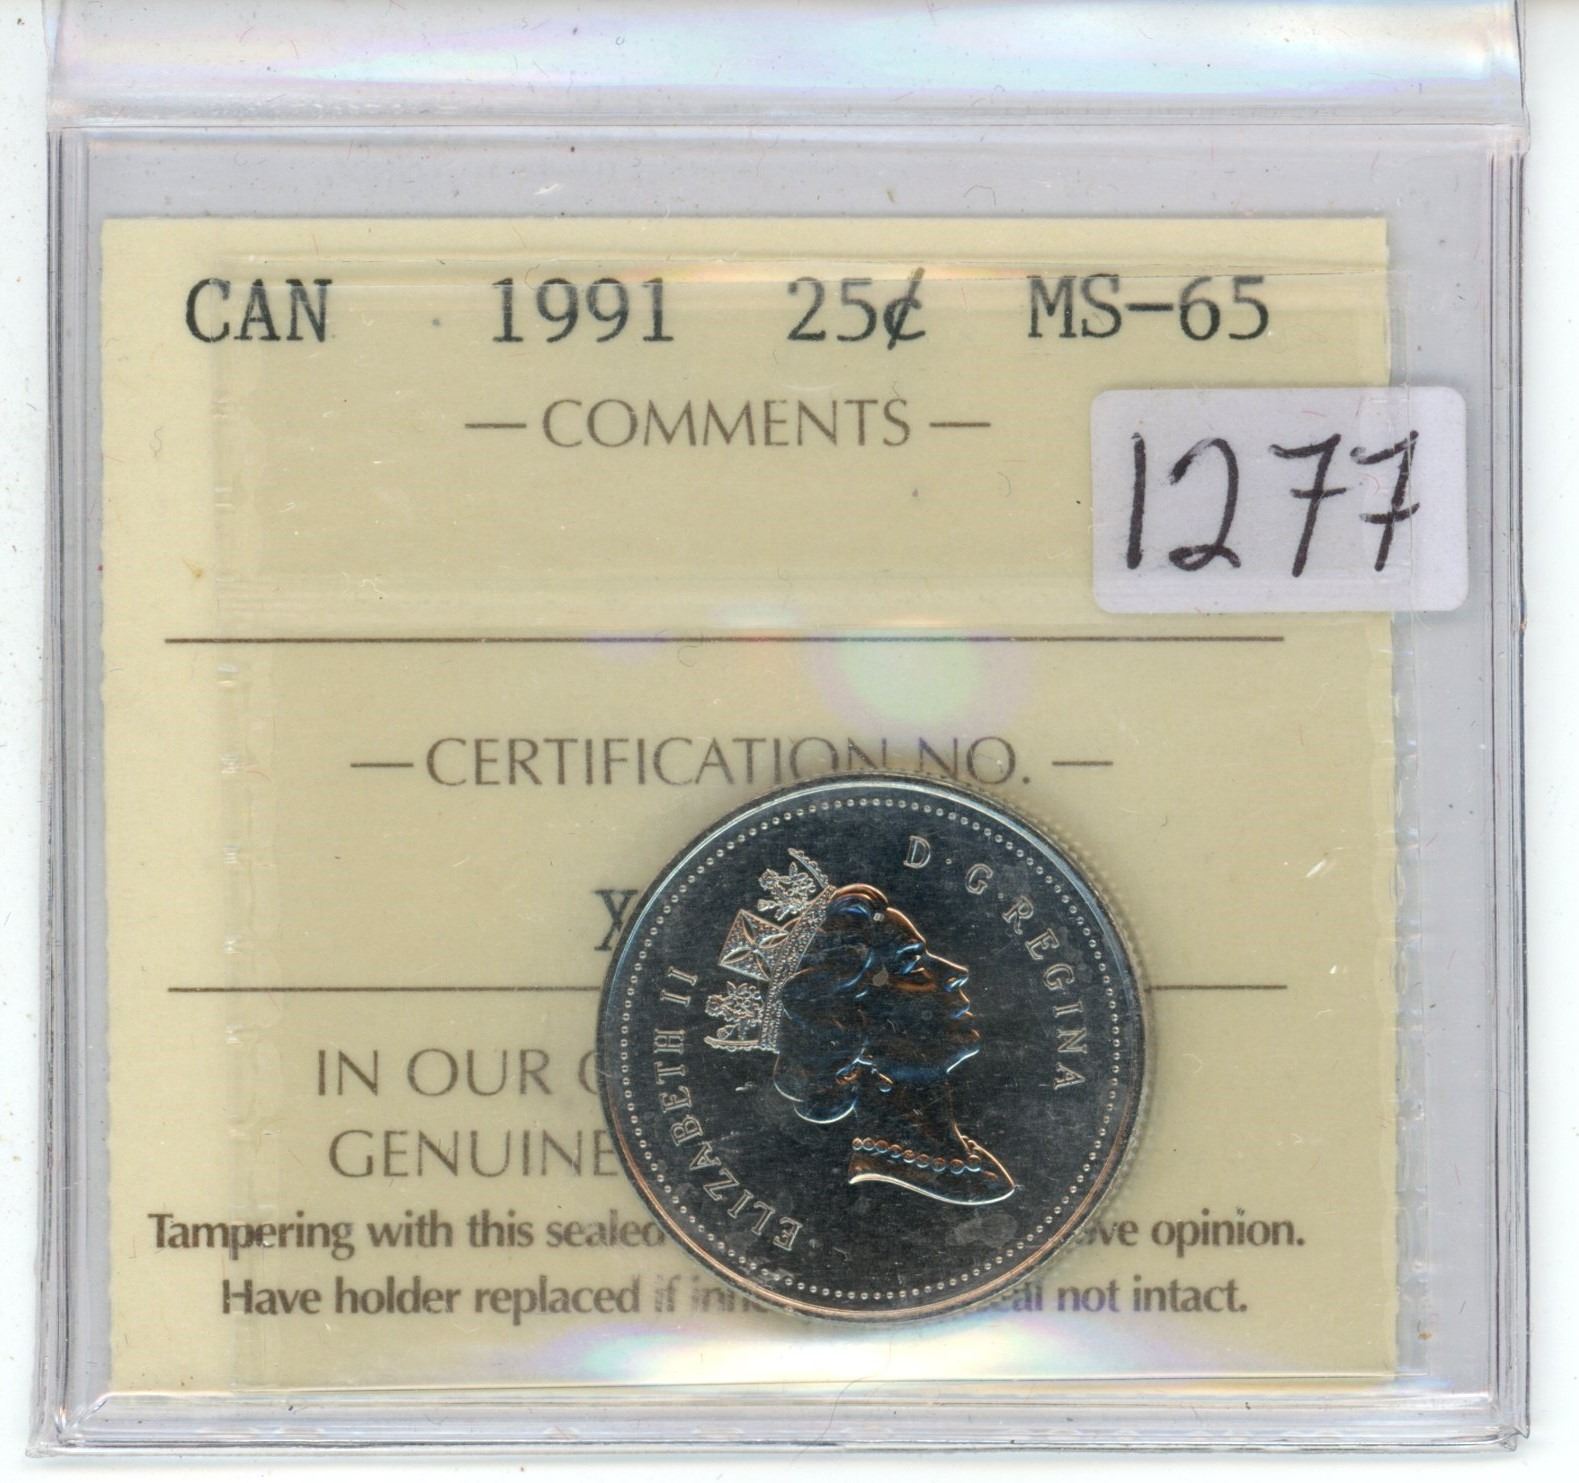 CAN 1991 25¢ MS-65
— COMMENTS —
1277
— CERTIFICATION NO. —
X
IN OUR
GENUINE
Tampering with this sealed opinion.
Have holder replaced if not intact.
ELIZABETH II
D·G·REGINA